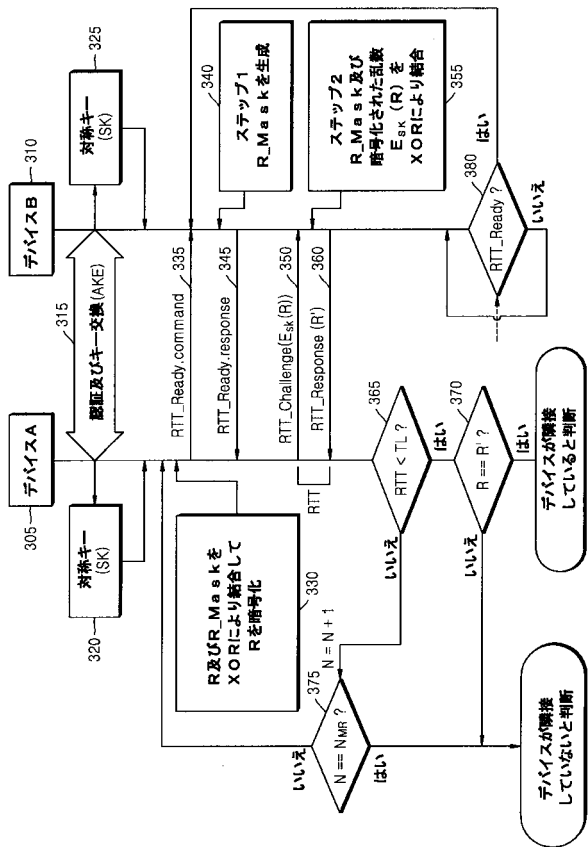 305
デバイスA
デバイスB
310
315
認証及びキー交換(AKE)
320
対称キー
(SK)
対称キー
(SK)
325
RTT_Ready.command
335
R及びR_Maskを
XORにより結合して
Rを暗号化
330
ステップ1
R_Maskを生成
340
RTT_Ready.response
345
RTT_Challenge(ESK(R))
350
ステップ2
R_Mask及び
暗号化された乱数
ESK (R) を
XORにより結合
355
RTT
RTT_Response (R')
360
RTT < TL ?
365
いいえ
はい
N = N + 1
N == NMR ?
375
いいえ
はい
R == R' ?
370
いいえ
はい
RTT_Ready ?
380
はい
いいえ
デバイスが隣接
していないと判断
デバイスが隣接
していると判断